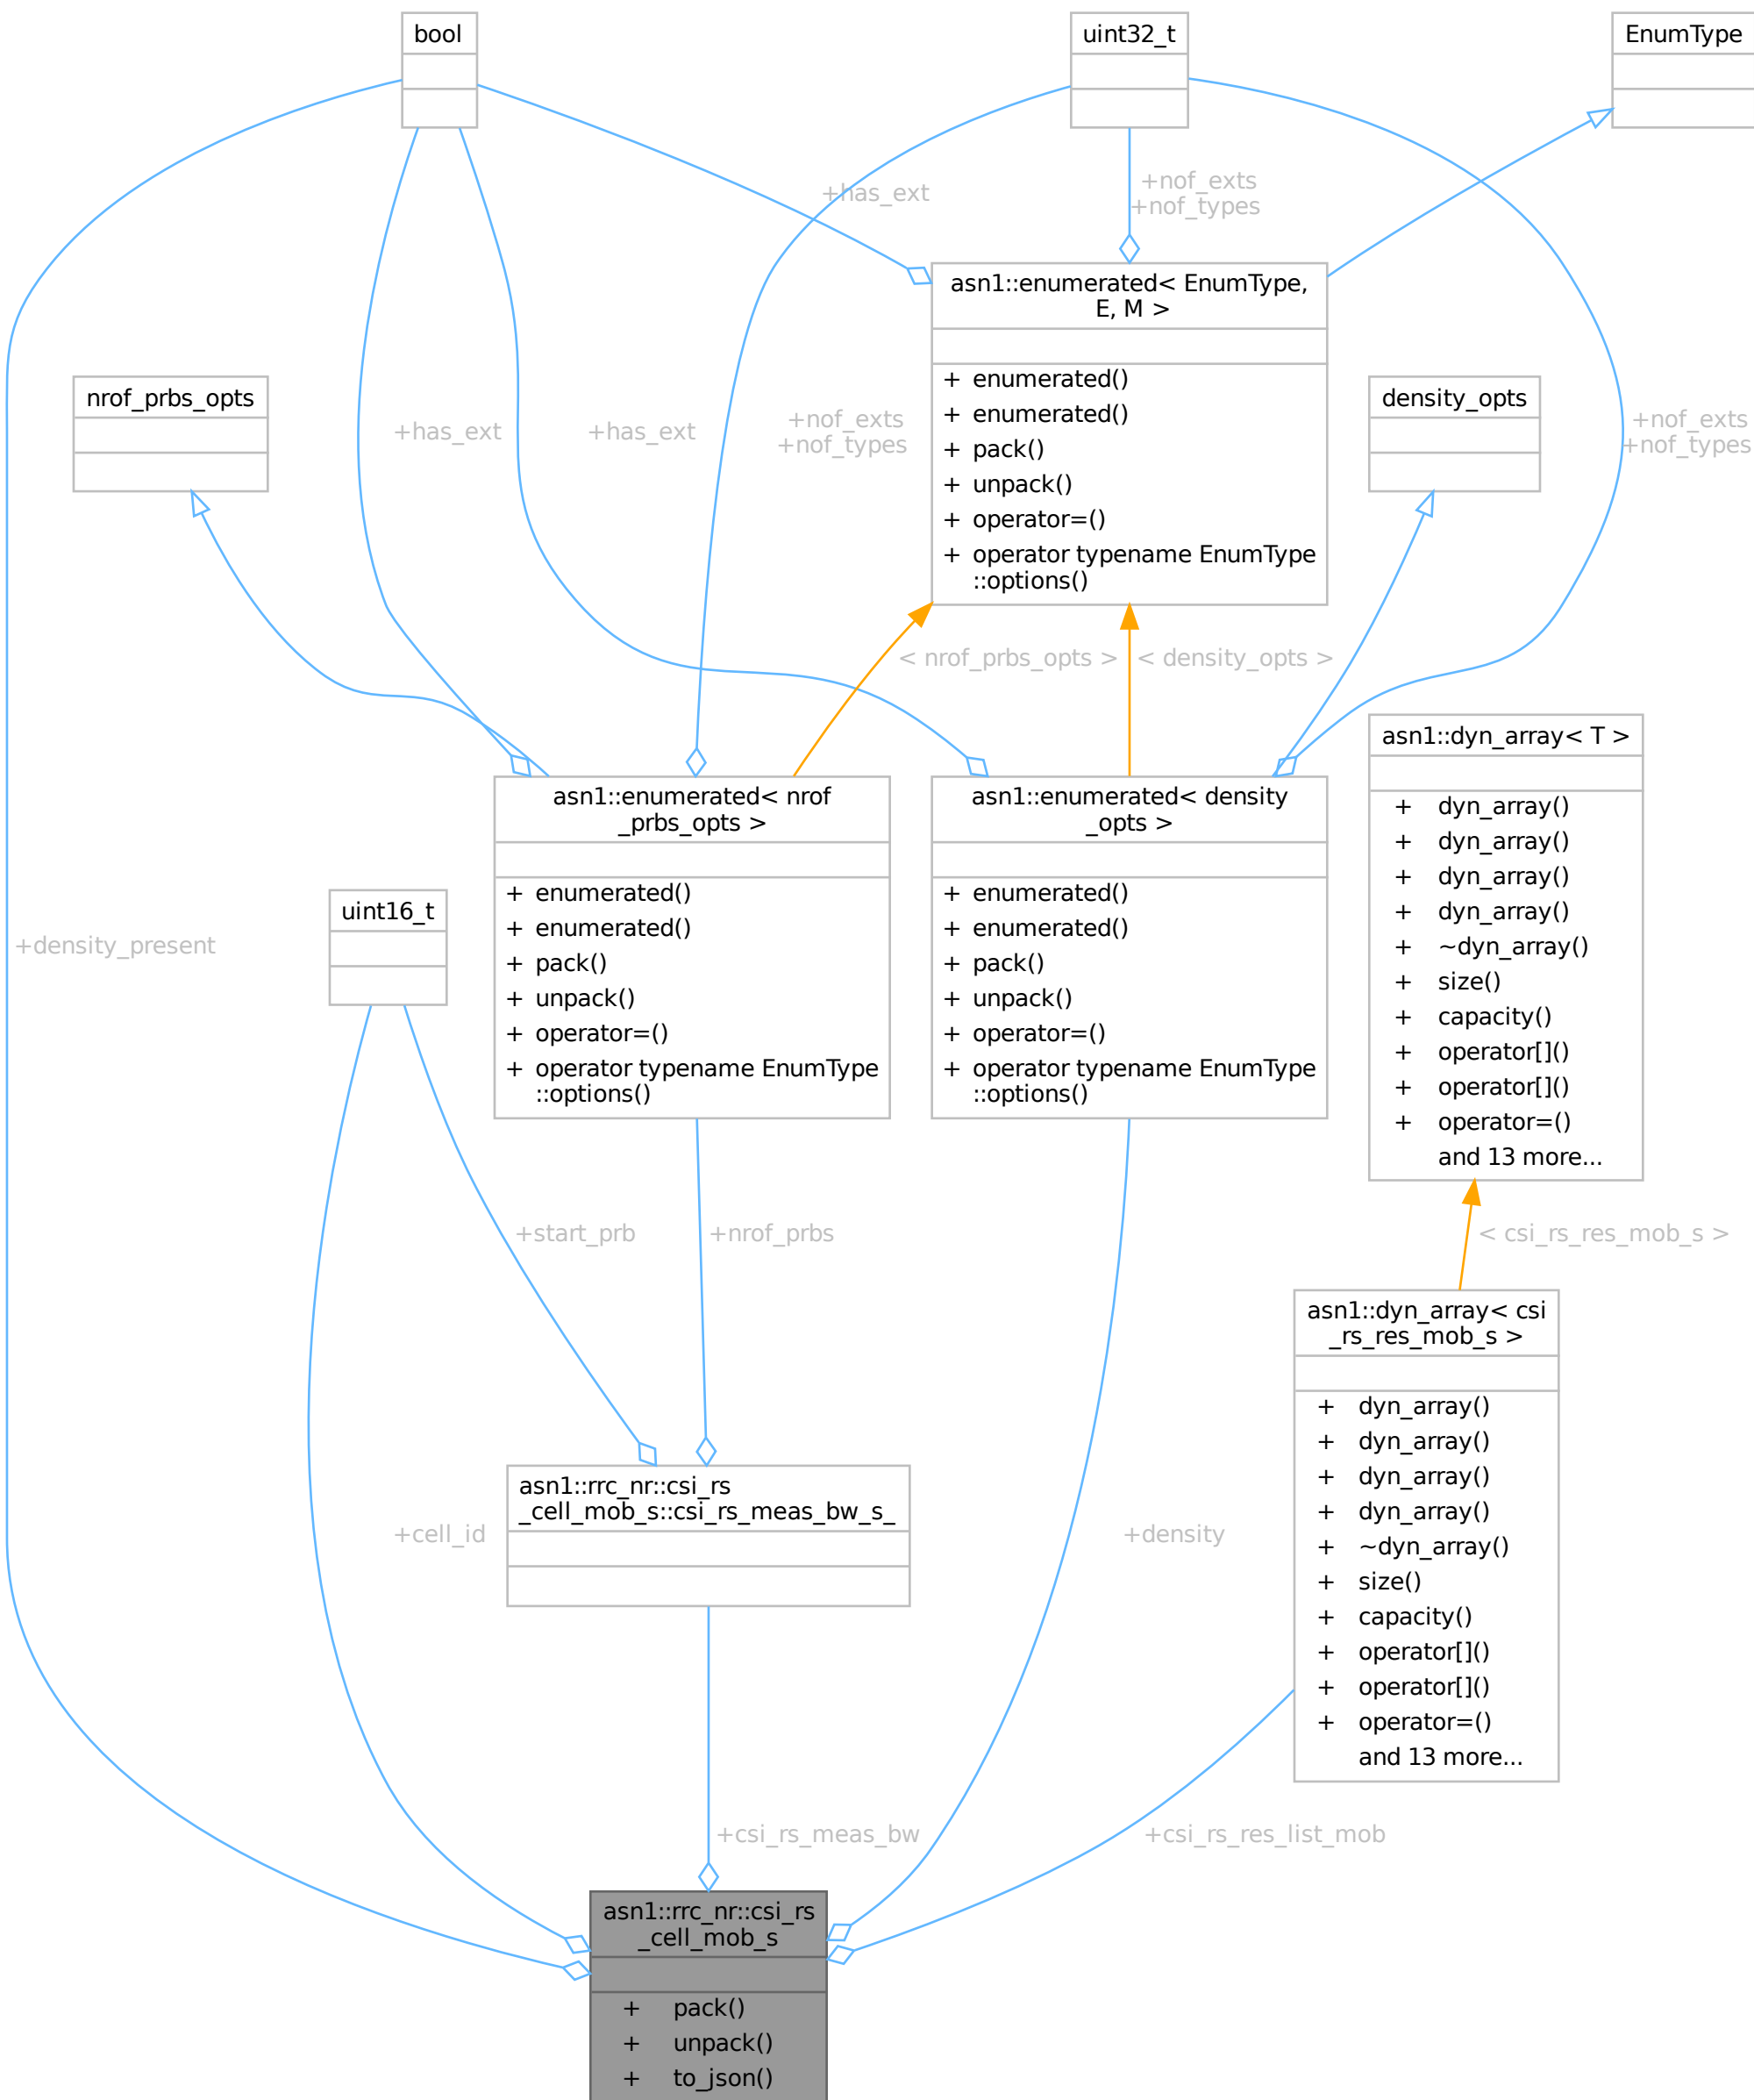 bool
uint32_t
EnumType
+has_ext
+nof_exts
+nof_types
asn1::enumerated< EnumType,
E, M >
+ enumerated()
+ enumerated()
+ pack()
+ unpack()
+ operator=()
+ operator typename EnumType
::options()
nrof_prbs_opts
density_opts
+has_ext
+has_ext
+nof_exts
+nof_types
+nof_exts
+nof_types
< nrof_prbs_opts >
< density_opts >
asn1::enumerated< nrof
_prbs_opts >
+ enumerated()
+ enumerated()
+ pack()
+ unpack()
+ operator=()
+ operator typename EnumType
::options()
asn1::enumerated< density
_opts >
+ enumerated()
+ enumerated()
+ pack()
+ unpack()
+ operator=()
+ operator typename EnumType
::options()
asn1::dyn_array< T >
+ dyn_array()
+ dyn_array()
+ dyn_array()
+ dyn_array()
+ ~dyn_array()
+ size()
+ capacity()
+ operator[]()
+ operator[]()
+ operator=()
and 13 more...
uint16_t
+density_present
+start_prb
+nrof_prbs
< csi_rs_res_mob_s >
asn1::dyn_array< csi
_rs_res_mob_s >
+ dyn_array()
+ dyn_array()
+ dyn_array()
+ dyn_array()
+ ~dyn_array()
+ size()
+ capacity()
+ operator[]()
+ operator[]()
+ operator=()
and 13 more...
asn1::rrc_nr::csi_rs
_cell_mob_s::csi_rs_meas_bw_s_
+cell_id
+density
+csi_rs_meas_bw
+csi_rs_res_list_mob
asn1::rrc_nr::csi_rs
_cell_mob_s
+ pack()
+ unpack()
+ to_json()